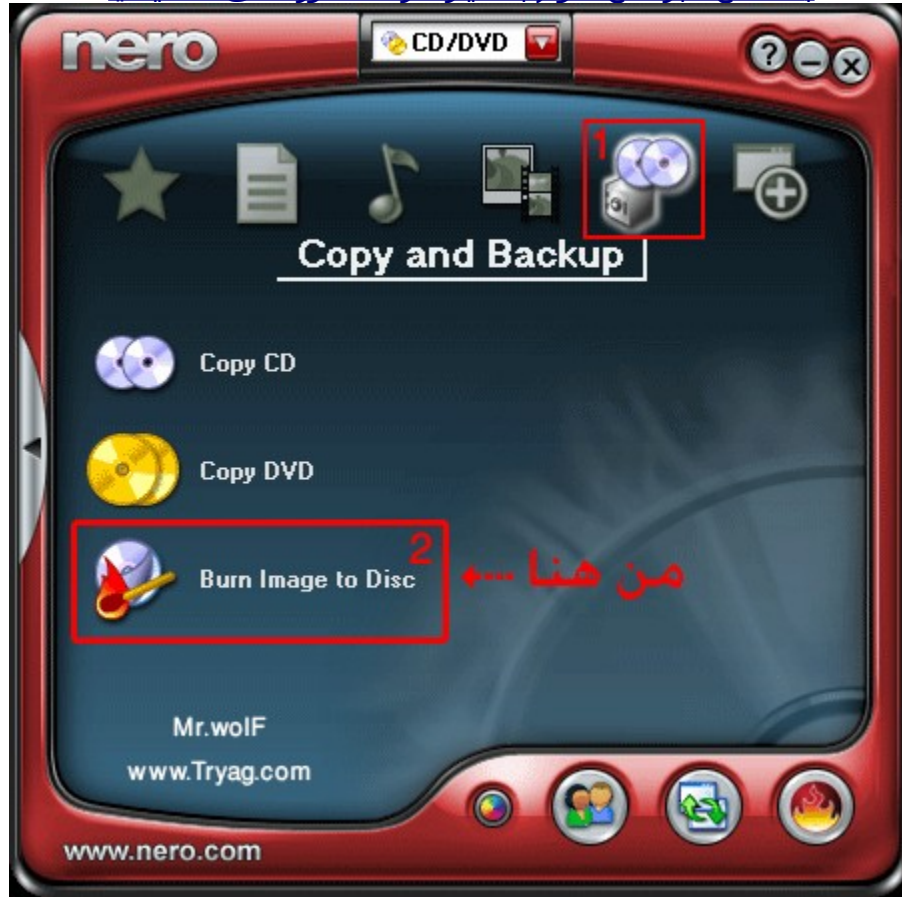 nero
CD/DVD
1
Copy and Backup
Copy CD
Copy DVD
2
Burn Image to Disc
من هنا
Mr.wolF
www.Tryag.com
www.nero.com